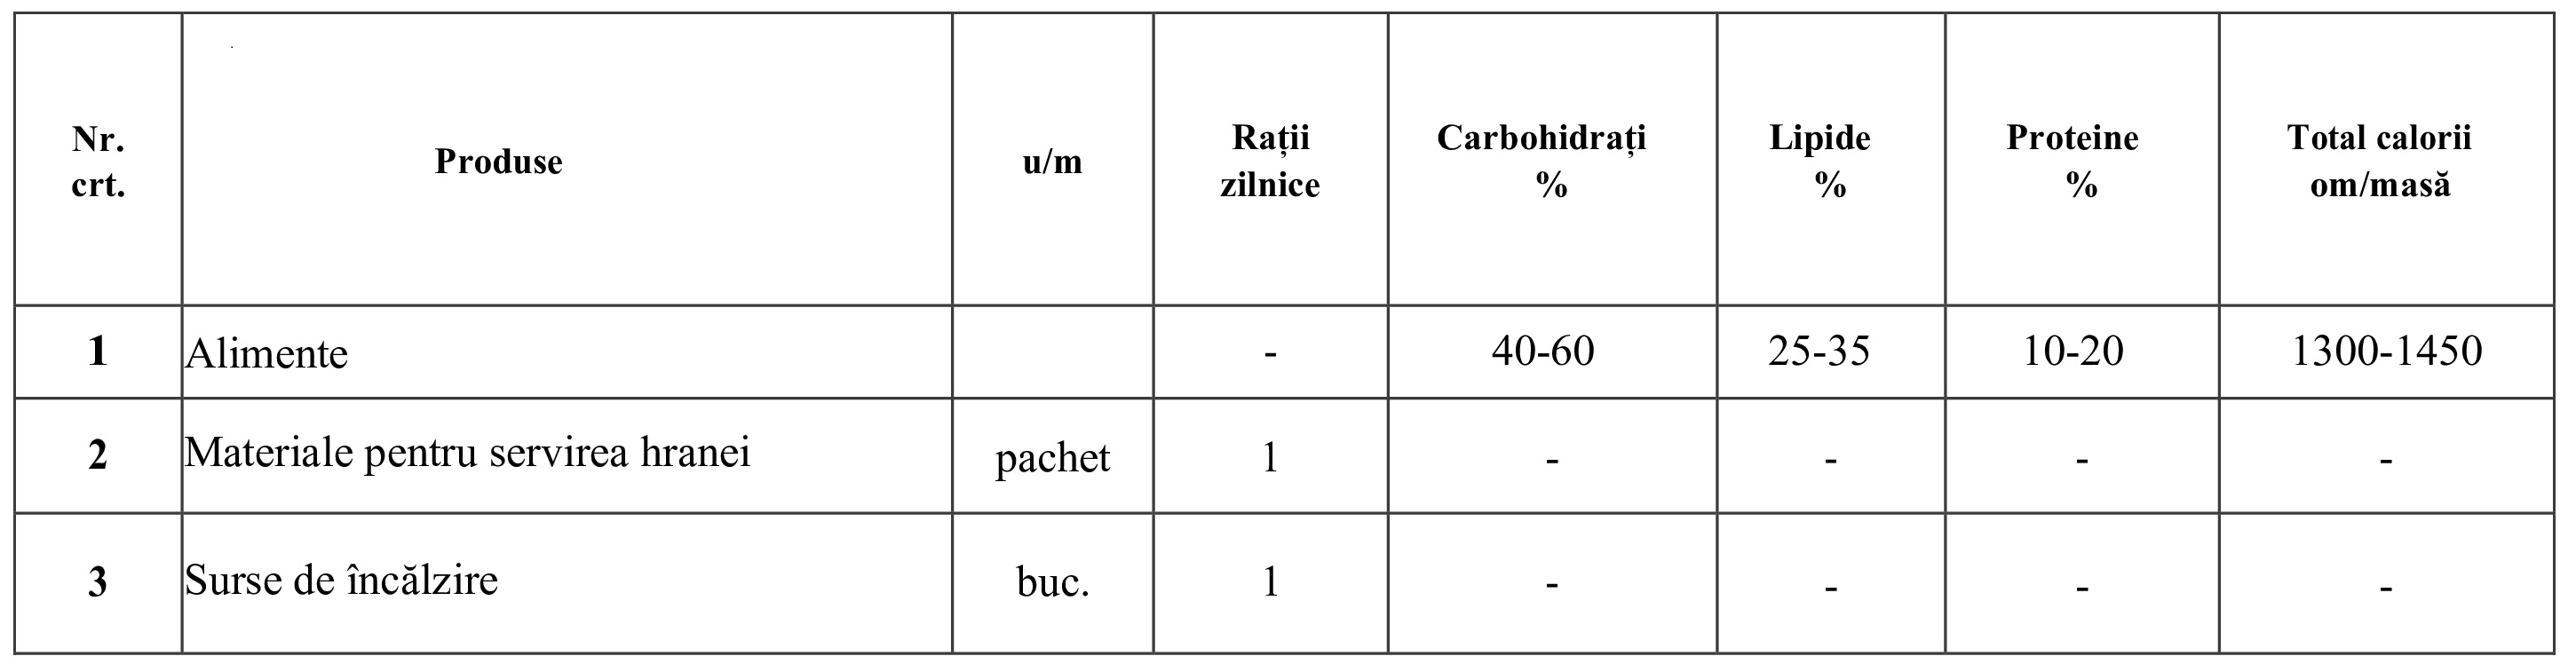 Nr. crt. Produse u/m Rații zilnice Carbohidrați % Lipide % Proteine % Total calorii om/masă
1 Alimente - 40-60 25-35 10-20 1300-1450
2 Materiale pentru servirea hranei pachet 1 - - - -
3 Surse de încălzire buc. 1 - - - -